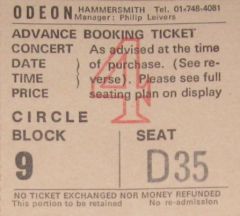 ODEON HAMMERSMITH Tel. 01-748-4081
Manager: Philip Leivers
ADVANCE BOOKING TICKET
CONCERT As advised at the time
DATE of purchase. (See re-
TIME verse). Please see full
PRICE seating plan on display
4
CIRCLE
BLOCK SEAT
9 D35
NO TICKET EXCHANGED NOR MONEY REFUNDED
This portion to be retained No re-admission